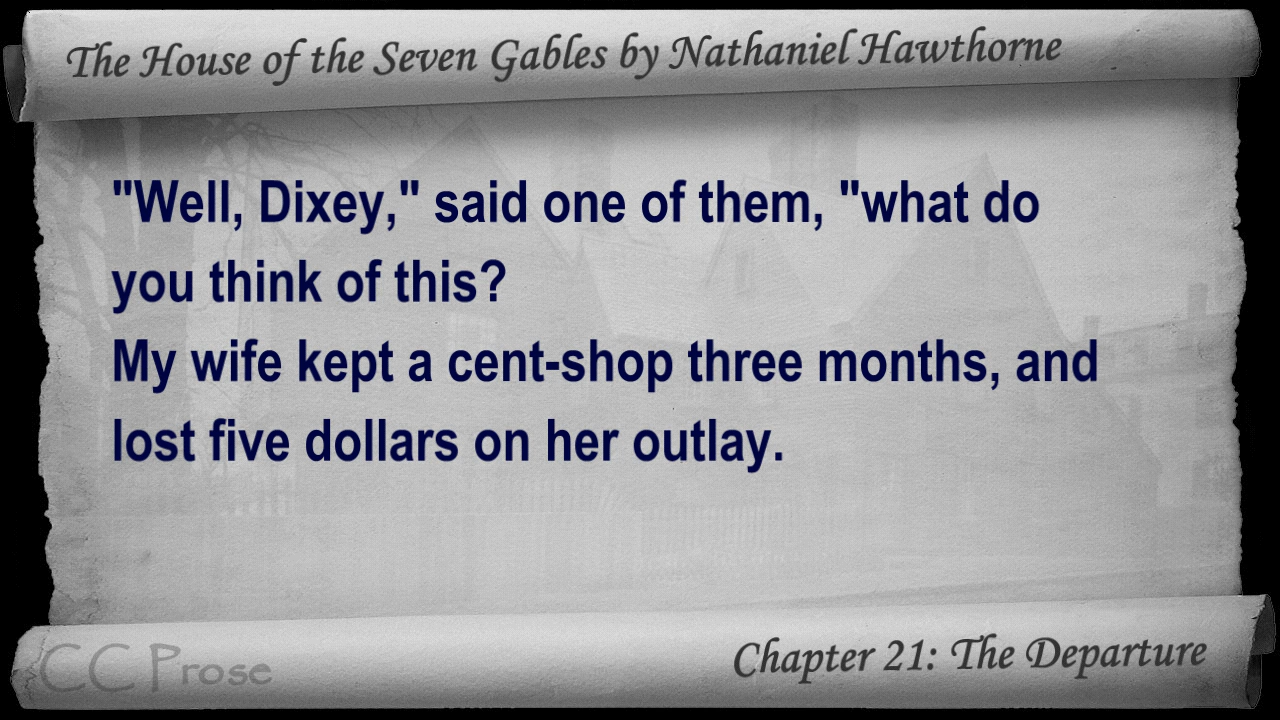 The House of the Seven Gables by Nathaniel Hawthorne
"Well, Dixey," said one of them, "what do
you think of this?
My wife kept a cent-shop three months, and
lost five dollars on her outlay.
CC Prose
Chapter 21: The Departure